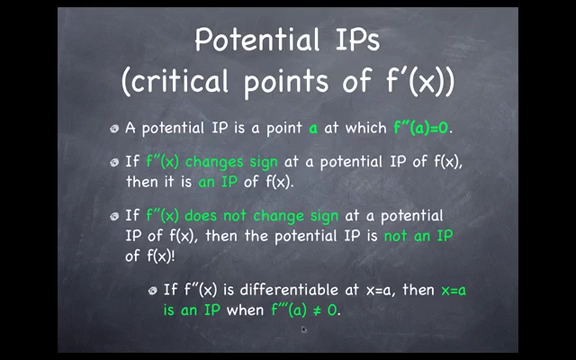 Potential IPs
(critical points of f′(x))
A potential IP is a point a at which f″(a)=0.
If f″(x) changes sign at a potential IP of f(x),
then it is an IP of f(x).
If f″(x) does not change sign at a potential
IP of f(x), then the potential IP is not an IP
of f(x)!
If f″(x) is differentiable at x=a, then x=a
is an IP when f‴(a) ≠ 0.